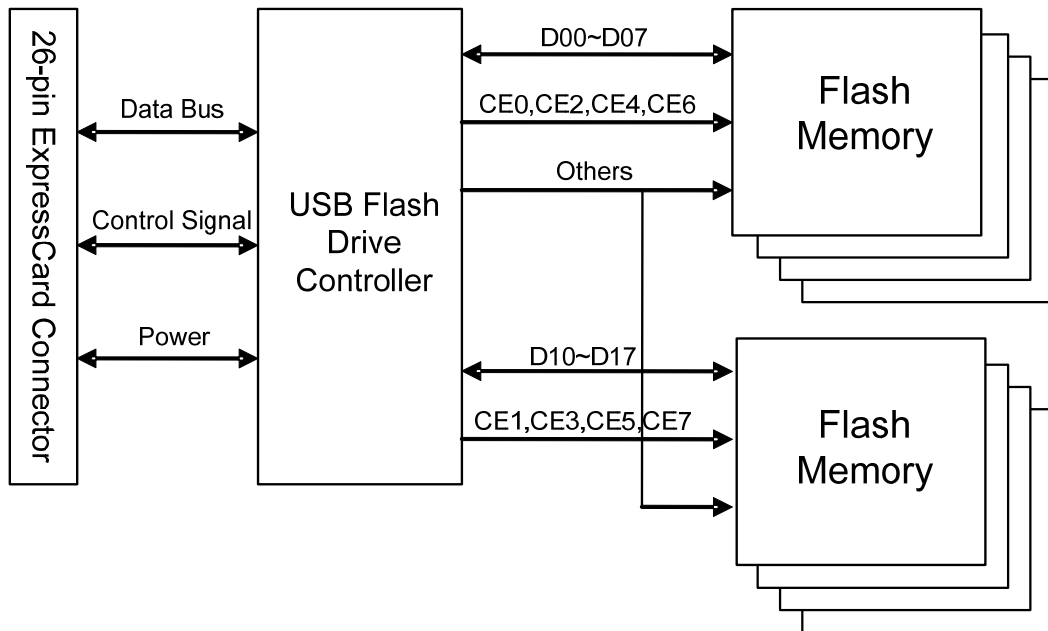 26-pin ExpressCard Connector
Data Bus
Control Signal
Power
USB Flash
Drive
Controller
D00~D07
CE0,CE2,CE4,CE6
Others
D10~D17
CE1,CE3,CE5,CE7
Flash
Memory
Flash
Memory